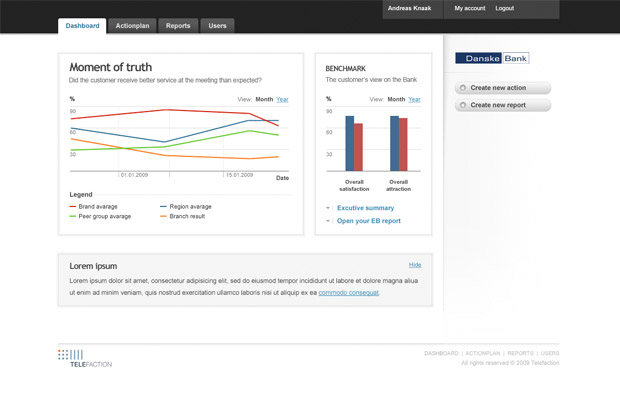 Andreas Knaak
My account
Logout
Dashboard
Actionplan
Reports
Users
Moment of truth
Did the customer receive better service at the meeting than expected?
%
View: Month Year
90
60
30
01.01.2009
15.01.2009
Date
Legend
Brand avarage
Region avarage
Peer group avarage
Branch result
BENCHMARK
The customer's view on the Bank
%
View: Month Year
90
60
30
Overall
satisfaction
Overall
attraction
Excutive summary
Open your EB report
Danske Bank
Create new action
Create new report
Lorem ipsum
Hide
Lorem ipsum dolor sit amet, consectetur adipisicing elit, sed do eiusmod tempor incididunt ut labore et dolore magna aliqua
ut enim ad minim veniam, quis nostrud exercitation ullamco laboris nisi ut aliquip ex ea commodo consequat.
TELEFACTION
DASHBOARD | ACTIONPLAN | REPORTS | USERS
All rights reserved © 2009 Telefaction